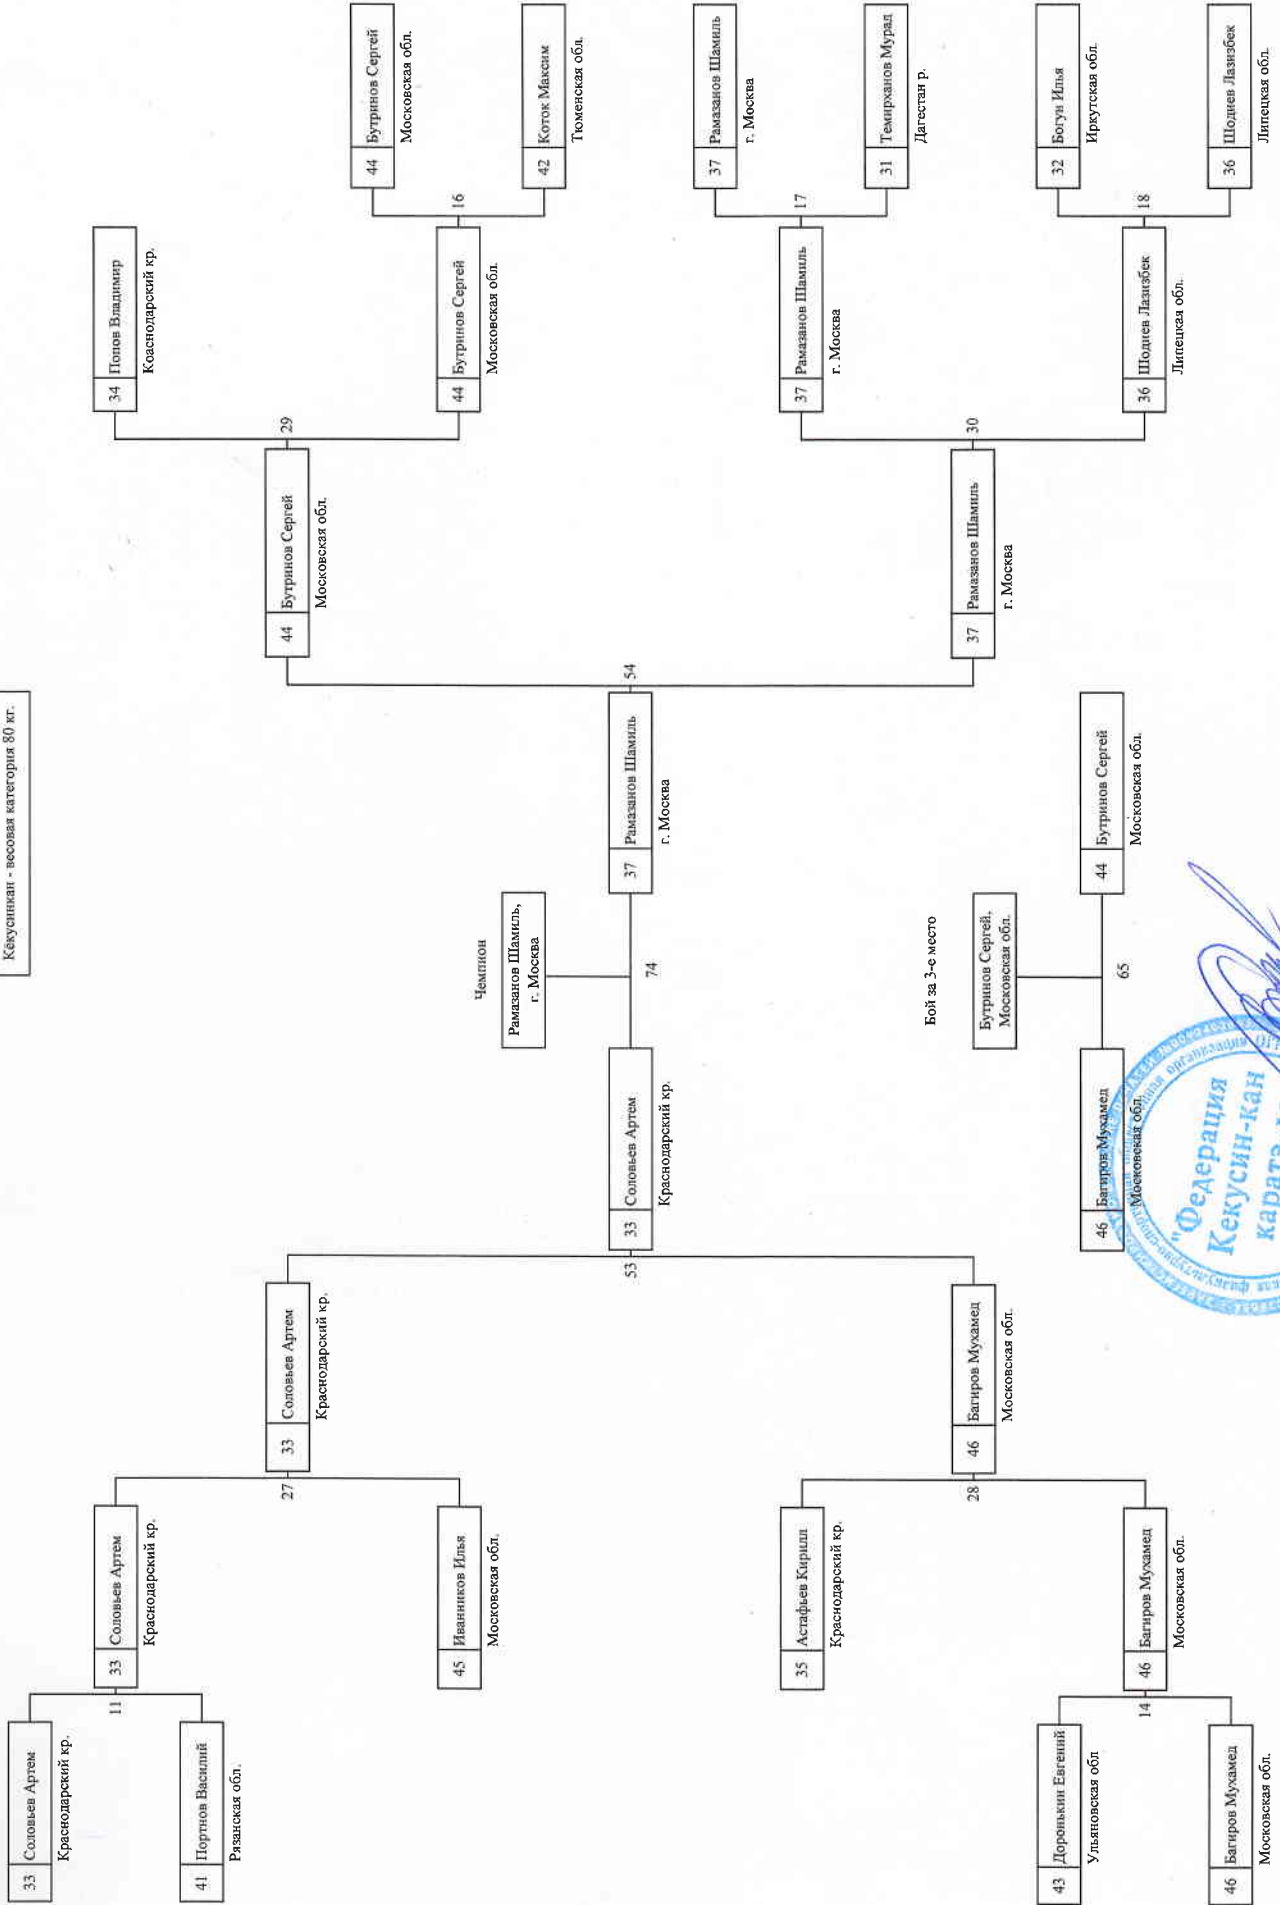 Кёкусинкан - весовая категория 80 кг.
33 Соловьев Артем
Краснодарский кр.
41 Портнов Василий
Рязанская обл.
11
33 Соловьев Артем
Краснодарский кр.
45 Иванников Илья
Московская обл.
27
33 Соловьев Артем
Краснодарский кр.
43 Доронькин Евгений
Ульяновская обл
46 Багиров Мухамед
Московская обл.
14
35 Астафьев Кирилл
Краснодарский кр.
46 Багиров Мухамед
Московская обл.
28
46 Багиров Мухамед
Московская обл.
53
33 Соловьев Артем
Краснодарский кр.
Чемпион
Рамазанов Шамиль,
г. Москва
74
37 Рамазанов Шамиль
г. Москва
54
Бой за 3-е место
Бутринов Сергей,
Московская обл.
65
46 Багиров Мухамед
Московская обл.
44 Бутринов Сергей
Московская обл.
44 Бутринов Сергей
Московская обл.
29
34 Попов Владимир
Коаснодарский кр.
44 Бутринов Сергей
Московская обл.
16
44 Бутринов Сергей
Московская обл.
42 Коток Максим
Тюменская обл.
37 Рамазанов Шамиль
г. Москва
30
37 Рамазанов Шамиль
г. Москва
17
37 Рамазанов Шамиль
г. Москва
31 Темирханов Мурад
Дагестан р.
36 Шодиев Лазизбек
Липецкая обл.
18
32 Богун Илья
Иркутская обл.
36 Шодиев Лазизбек
Липецкая обл.
"Федерация
Кекусин-кан
организация